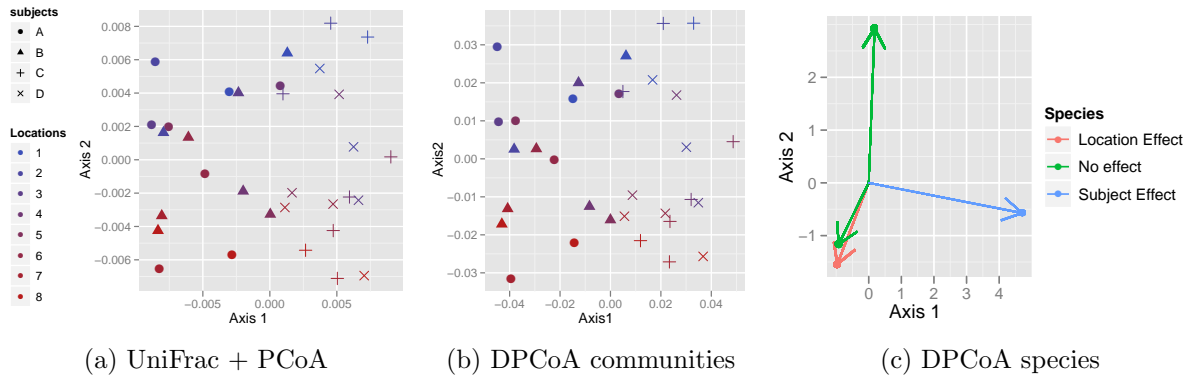 subjects
A
B
C
D
Locations
1
2
3
4
5
6
7
8
Axis 2
0.008
0.006
0.004
0.002
0.000
−0.002
−0.004
−0.006
−0.005 0.000 0.005
Axis 1
(a) UniFrac + PCoA
Axis2
0.03
0.02
0.01
0.00
−0.01
−0.02
−0.03
−0.04 −0.02 0.00 0.02 0.04
Axis1
(b) DPCoA communities
Axis 2
2
1
0
−1
0 1 2 3 4
Axis 1
Species
Location Effect
No effect
Subject Effect
(c) DPCoA species